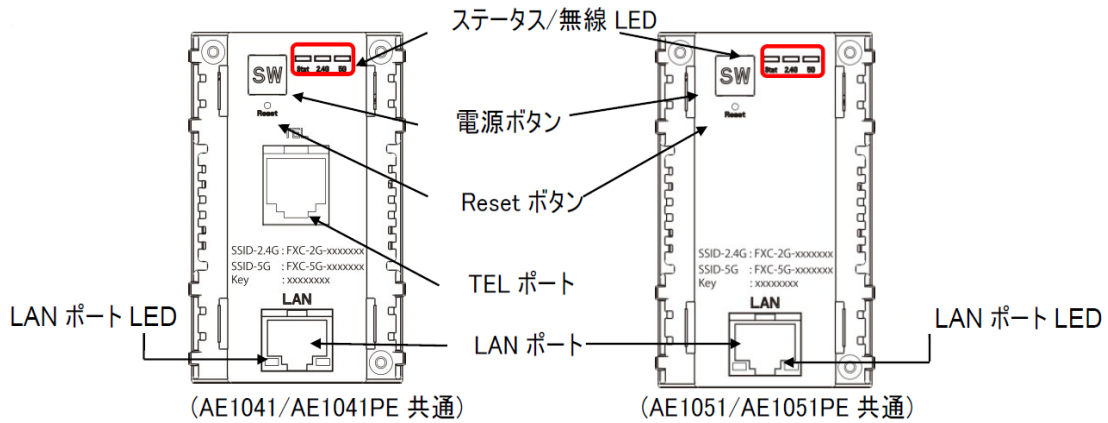 ステータス/無線 LED
SW
Stat 2.4G 5G
Reset
TEL
SSID-2.4G : FXC-2G-xxxxxxx
SSID-5G : FXC-5G-xxxxxxx
Key : xxxxxxxx
LAN
SW
Stat 2.4G 5G
Reset
SSID-2.4G : FXC-2G-xxxxxxx
SSID-5G : FXC-5G-xxxxxxx
Key : xxxxxxxx
LAN
電源ボタン
Reset ボタン
TEL ポート
LAN ポート LED
LAN ポート
LAN ポート LED
(AE1041/AE1041PE 共通)
(AE1051/AE1051PE 共通)